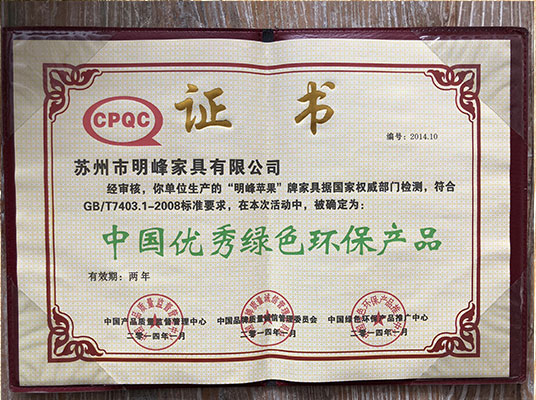 CPQC
证书
编号：2014.10
苏州市明峰家具有限公司
经审核，你单位生产的“明峰苹果”牌家具据国家权威部门检测，符合
GB/T7403.1-2008标准要求，在本次活动中，被确定为：
中国优秀绿色环保产品
有效期：两年
中国产品质量监督管理中心 中国品牌质量诚信管理委员会 中国绿色环保产品推广中心
二〇一四年一月 二〇一四年一月 二〇一四年一月